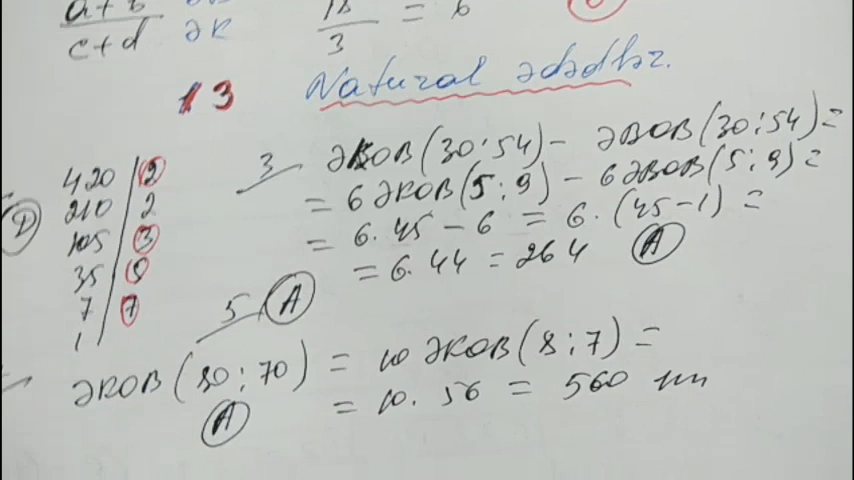 a+b
c+d
ƏK
18
3
= 6
13 Natural ədədlər.
420 | 2
210 | 2
105 | 3
35 | 5
7 | 7
1
D
3 ƏKOB(30;54) - ƏBOB(30;54) =
= 6 ƏKOB(5;9) - 6 ƏBOB(5;9) =
= 6.45 - 6 = 6.(45-1) =
= 6.44 = 264 A
5 A
ƏKOB(80;70) = 10 ƏKOB(8;7) =
= 10.56 = 560
A